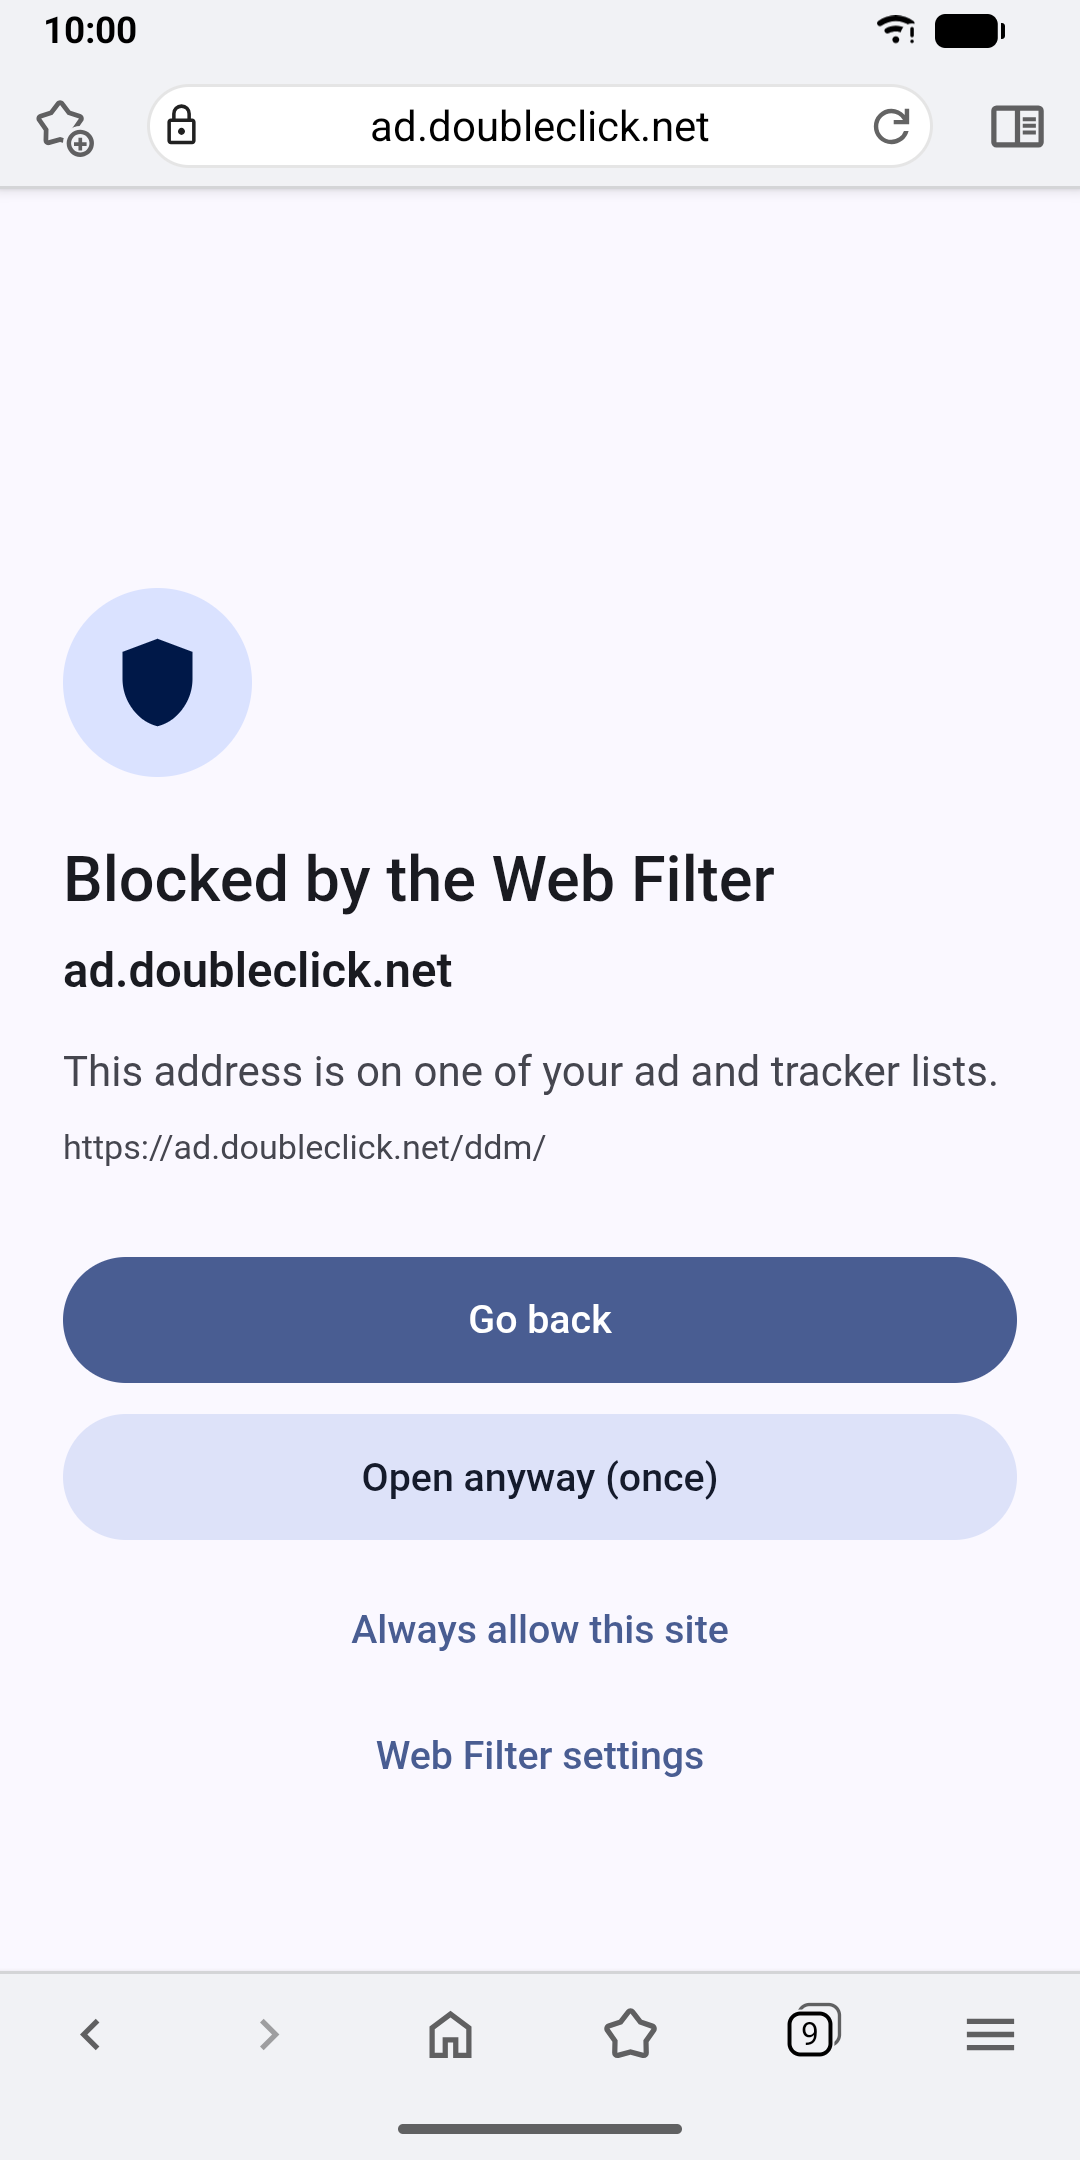 10:00
ad.doubleclick.net
Blocked by the Web Filter
ad.doubleclick.net
This address is on one of your ad and tracker lists.
https://ad.doubleclick.net/ddm/
Go back
Open anyway (once)
Always allow this site
Web Filter settings
9